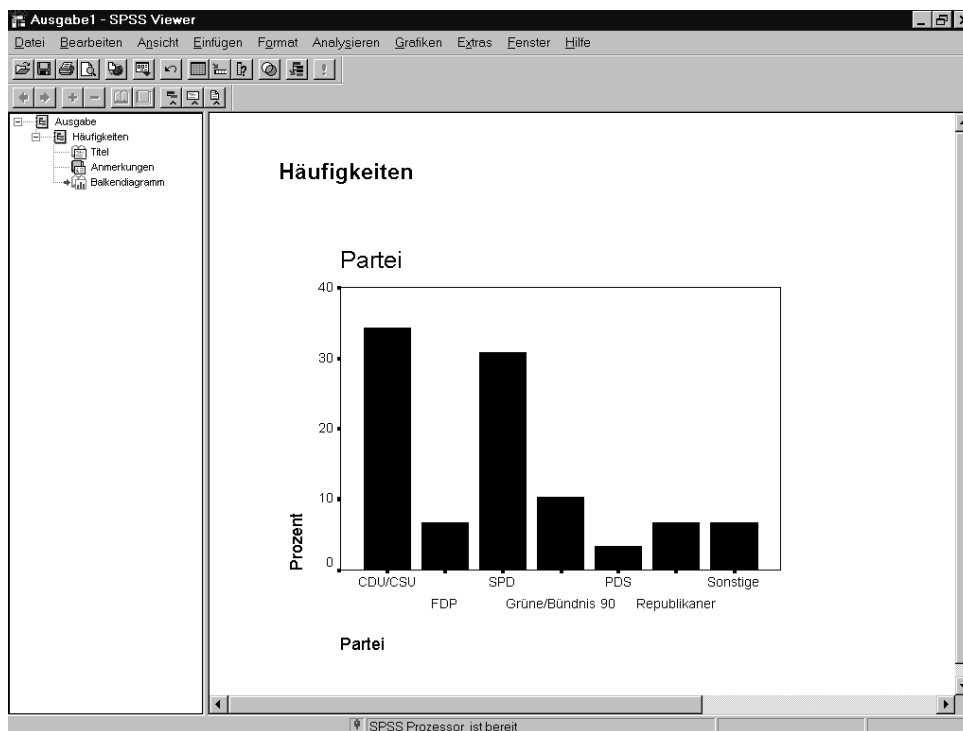 Ausgabe1 - SPSS Viewer
Datei Bearbeiten Ansicht Einfügen Format Analysieren Grafiken Extras Fenster Hilfe
Ausgabe
Häufigkeiten
Titel
Anmerkungen
Balkendiagramm
Häufigkeiten
Partei
40
30
20
10
0
Prozent
CDU/CSU SPD PDS Sonstige
FDP Grüne/Bündnis 90 Republikaner
Partei
SPSS Prozessor ist bereit